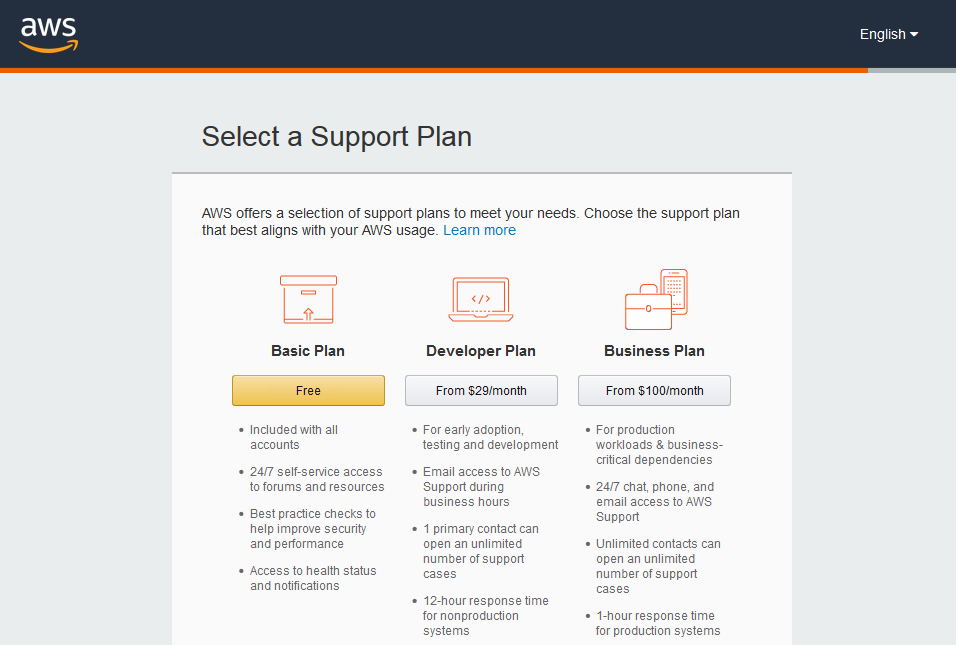 aws
English
Select a Support Plan
AWS offers a selection of support plans to meet your needs. Choose the support plan
that best aligns with your AWS usage. Learn more
</>
Basic Plan
Developer Plan
Business Plan
Free
From $29/month
From $100/month
• Included with all
accounts
• 24/7 self-service access
to forums and resources
• Best practice checks to
help improve security
and performance
• Access to health status
and notifications
• For early adoption,
testing and development
• Email access to AWS
Support during
business hours
• 1 primary contact can
open an unlimited
number of support
cases
• 12-hour response time
for nonproduction
systems
• For production
workloads & business-
critical dependencies
• 24/7 chat, phone, and
email access to AWS
Support
• Unlimited contacts can
open an unlimited
number of support
cases
• 1-hour response time
for production systems